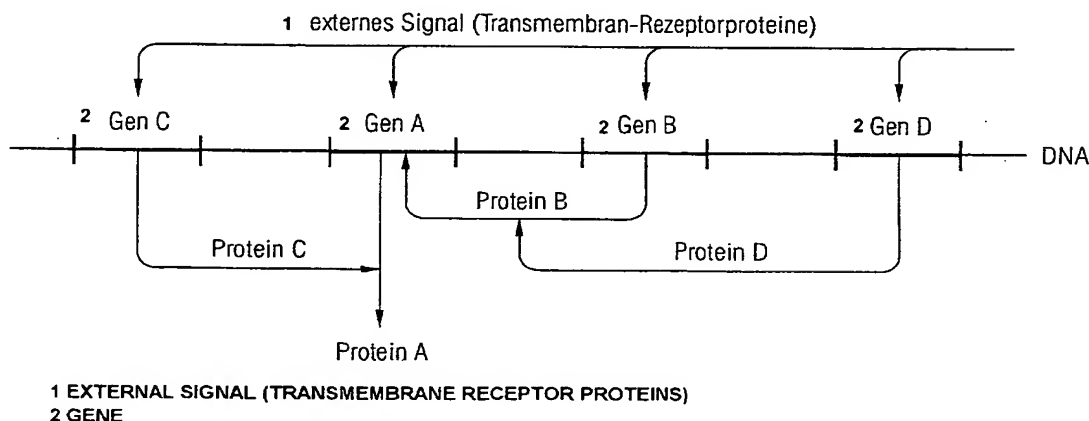 1 externes Signal (Transmembran-Rezeptorproteine)
2 Gen C 2 Gen A 2 Gen B 2 Gen D
DNA
Protein B
Protein C Protein D
Protein A
1 EXTERNAL SIGNAL (TRANSMEMBRANE RECEPTOR PROTEINS)
2 GENE